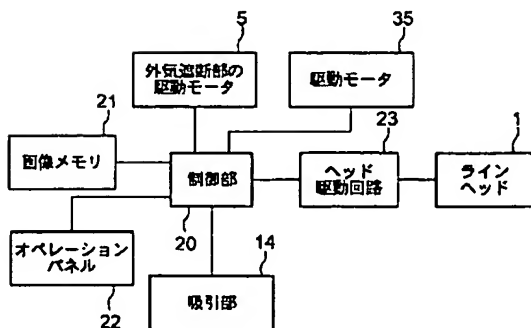 5
35
外気遮断部の
駆動モータ
駆動モータ
21
23
1
画像メモリ
制御部
ヘッド
駆動回路
ライン
ヘッド
20
14
オペレーション
パネル
吸引部
22